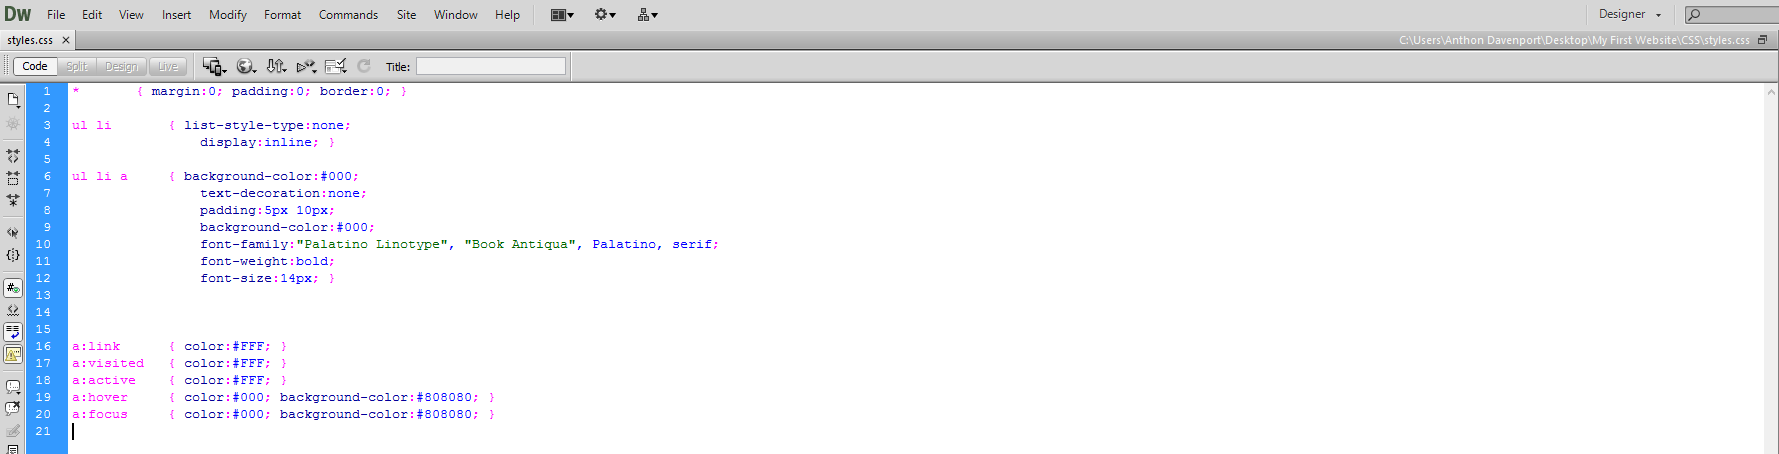 Dw File Edit View Insert Modify Format Commands Site Window Help Designer
styles.css × C:\Users\Anthon Davenport\Desktop\My First Website\CSS\styles.css
Code Split Design Live Title:
1 * { margin:0; padding:0; border:0; }
2
3 ul li { list-style-type:none;
4 display:inline; }
5
6 ul li a { background-color:#000;
7 text-decoration:none;
8 padding:5px 10px;
9 background-color:#000;
10 font-family:"Palatino Linotype", "Book Antiqua", Palatino, serif;
11 font-weight:bold;
12 font-size:14px; }
13
14
15
16 a:link { color:#FFF; }
17 a:visited { color:#FFF; }
18 a:active { color:#FFF; }
19 a:hover { color:#000; background-color:#808080; }
20 a:focus { color:#000; background-color:#808080; }
21